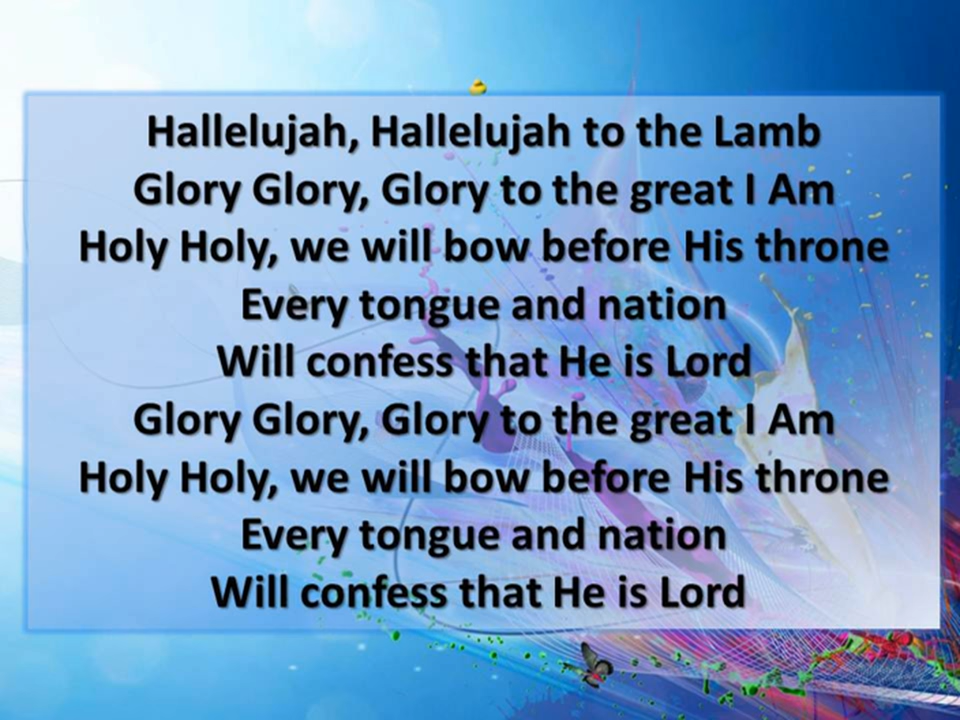 Hallelujah, Hallelujah to the Lamb
Glory Glory, Glory to the great I Am
Holy Holy, we will bow before His throne
Every tongue and nation
Will confess that He is Lord
Glory Glory, Glory to the great I Am
Holy Holy, we will bow before His throne
Every tongue and nation
Will confess that He is Lord